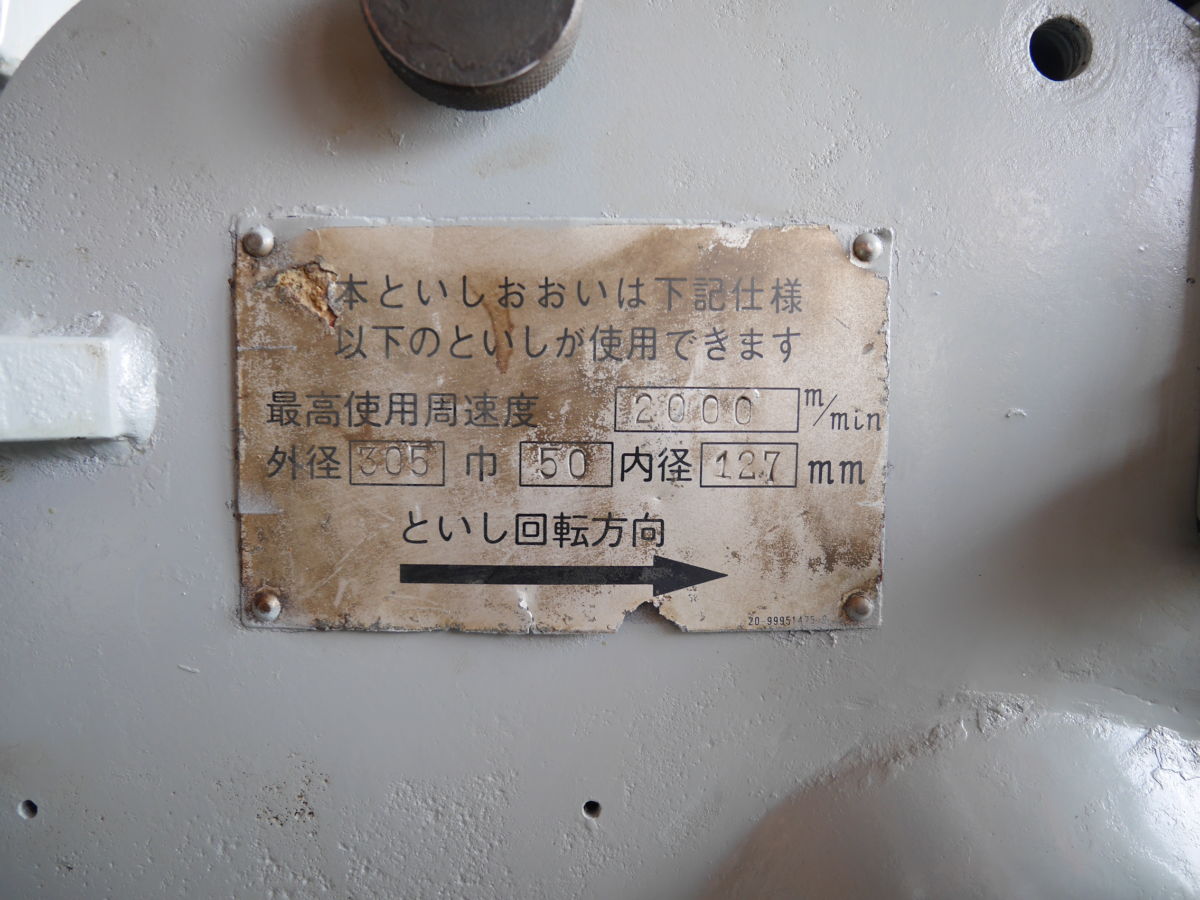 本といしおおいは下記仕様
以下のといしが使用できます
最高使用周速度 2000 m/min
外径 305 巾 50 内径 127 mm
といし回転方向